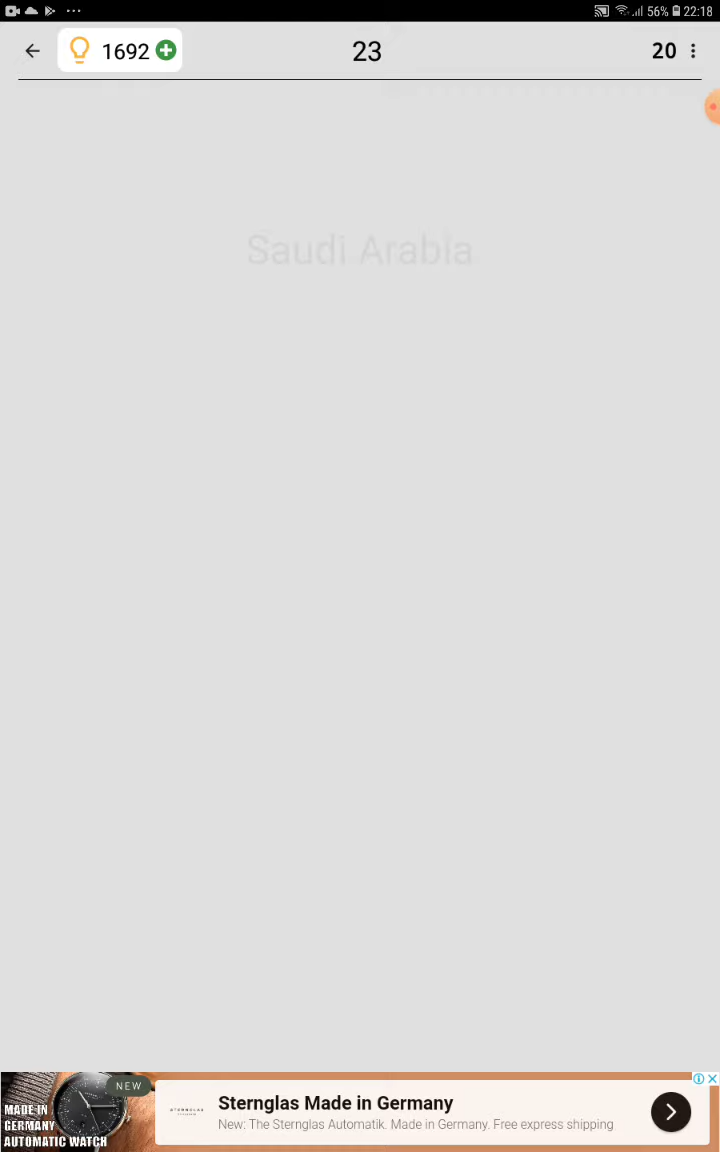 56% 22:18
1692 23 20
Saudi Arabia
NEW
MADE IN
GERMANY
AUTOMATIC WATCH
STERNGLAS
Sternglas Made in Germany
New: The Sternglas Automatik. Made in Germany. Free express shipping